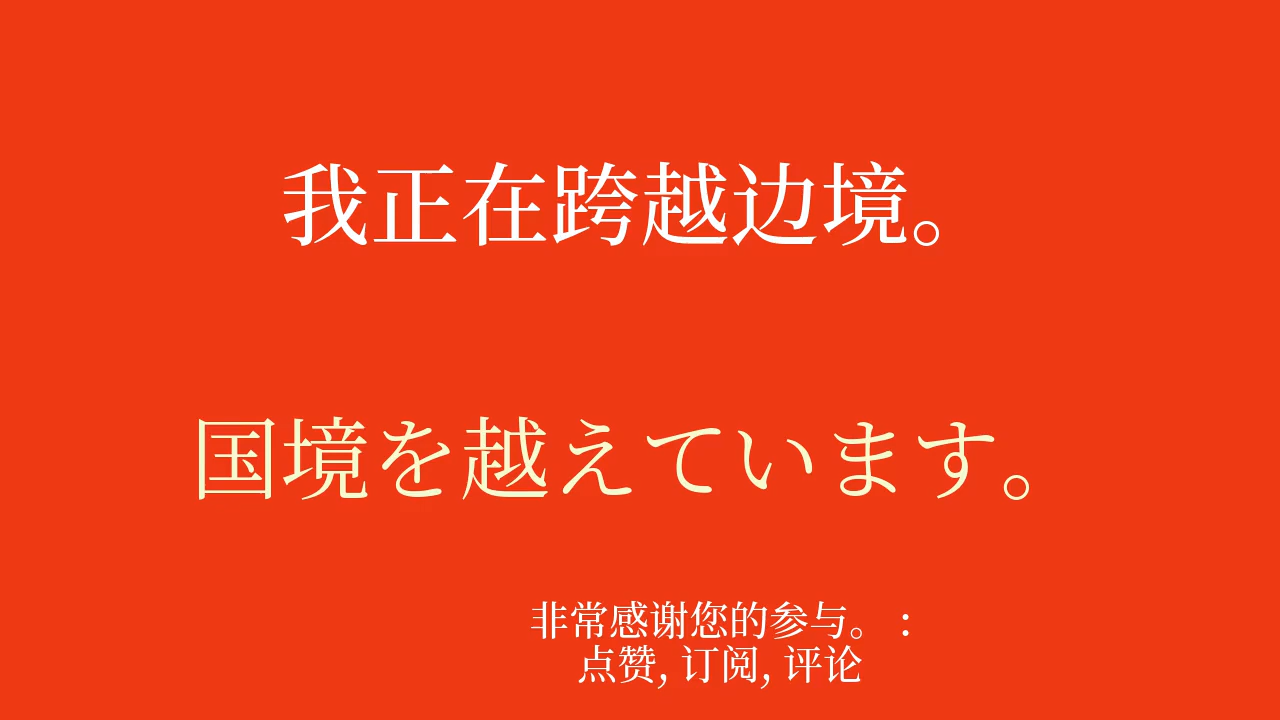 我正在跨越边境。
国境を越えています。
非常感谢您的参与。 :
点赞, 订阅, 评论